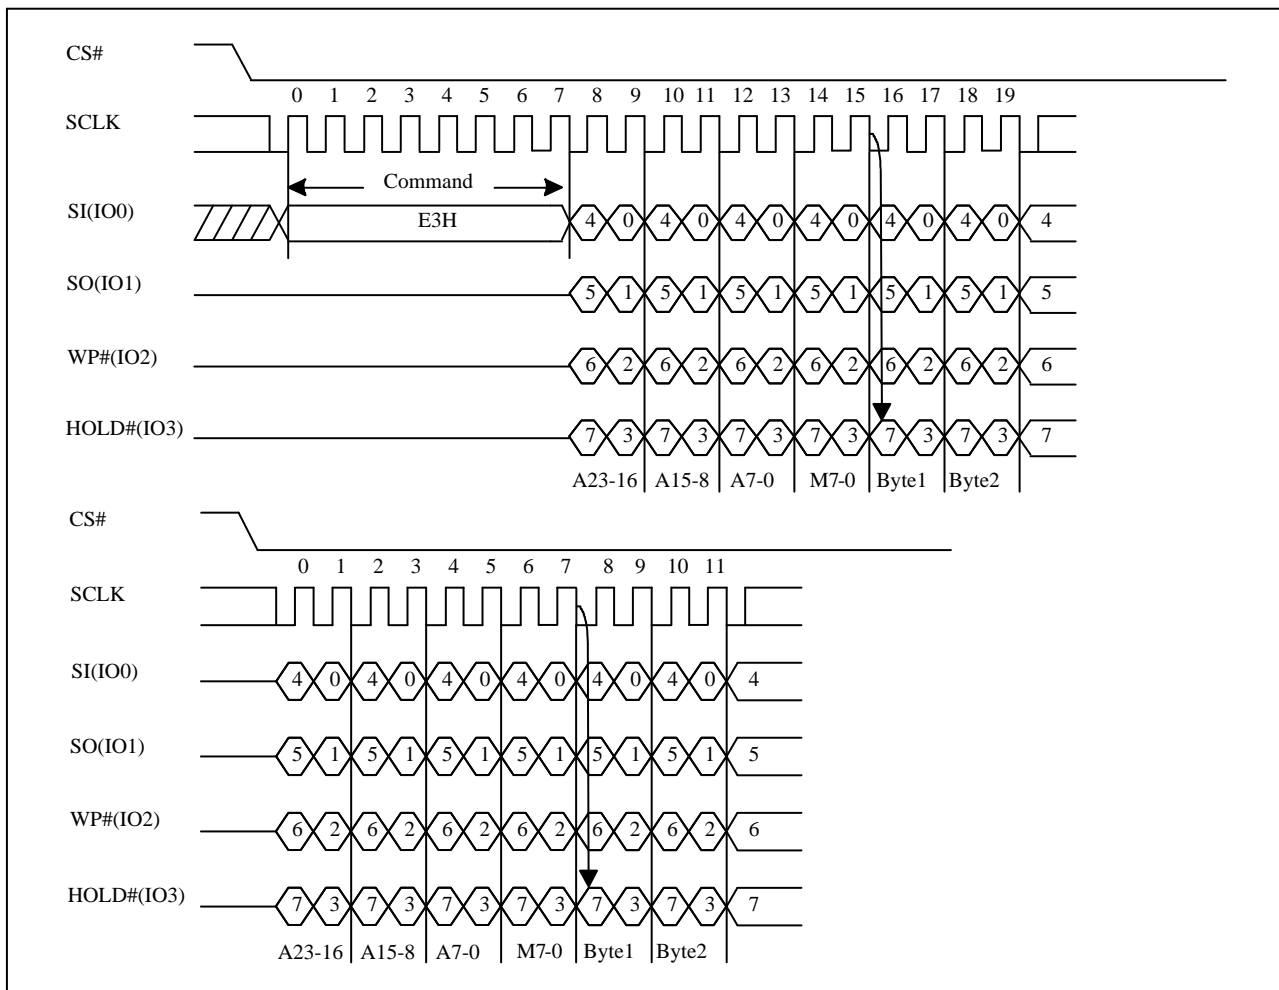 CS#
0 1 2 3 4 5 6 7 8 9 10 11 12 13 14 15 16 17 18 19
SCLK
Command
SI(IO0)
E3H 4 0 4 0 4 0 4 0 4 0 4 0 4
SO(IO1)
5 1 5 1 5 1 5 1 5 1 5 1 5
WP#(IO2)
6 2 6 2 6 2 6 2 6 2 6 2 6
HOLD#(IO3)
7 3 7 3 7 3 7 3 7 3 7 3 7
A23-16 A15-8 A7-0 M7-0 Byte1 Byte2
CS#
0 1 2 3 4 5 6 7 8 9 10 11
SCLK
SI(IO0)
4 0 4 0 4 0 4 0 4 0 4 0 4
SO(IO1)
5 1 5 1 5 1 5 1 5 1 5 1 5
WP#(IO2)
6 2 6 2 6 2 6 2 6 2 6 2 6
HOLD#(IO3)
7 3 7 3 7 3 7 3 7 3 7 3 7
A23-16 A15-8 A7-0 M7-0 Byte1 Byte2